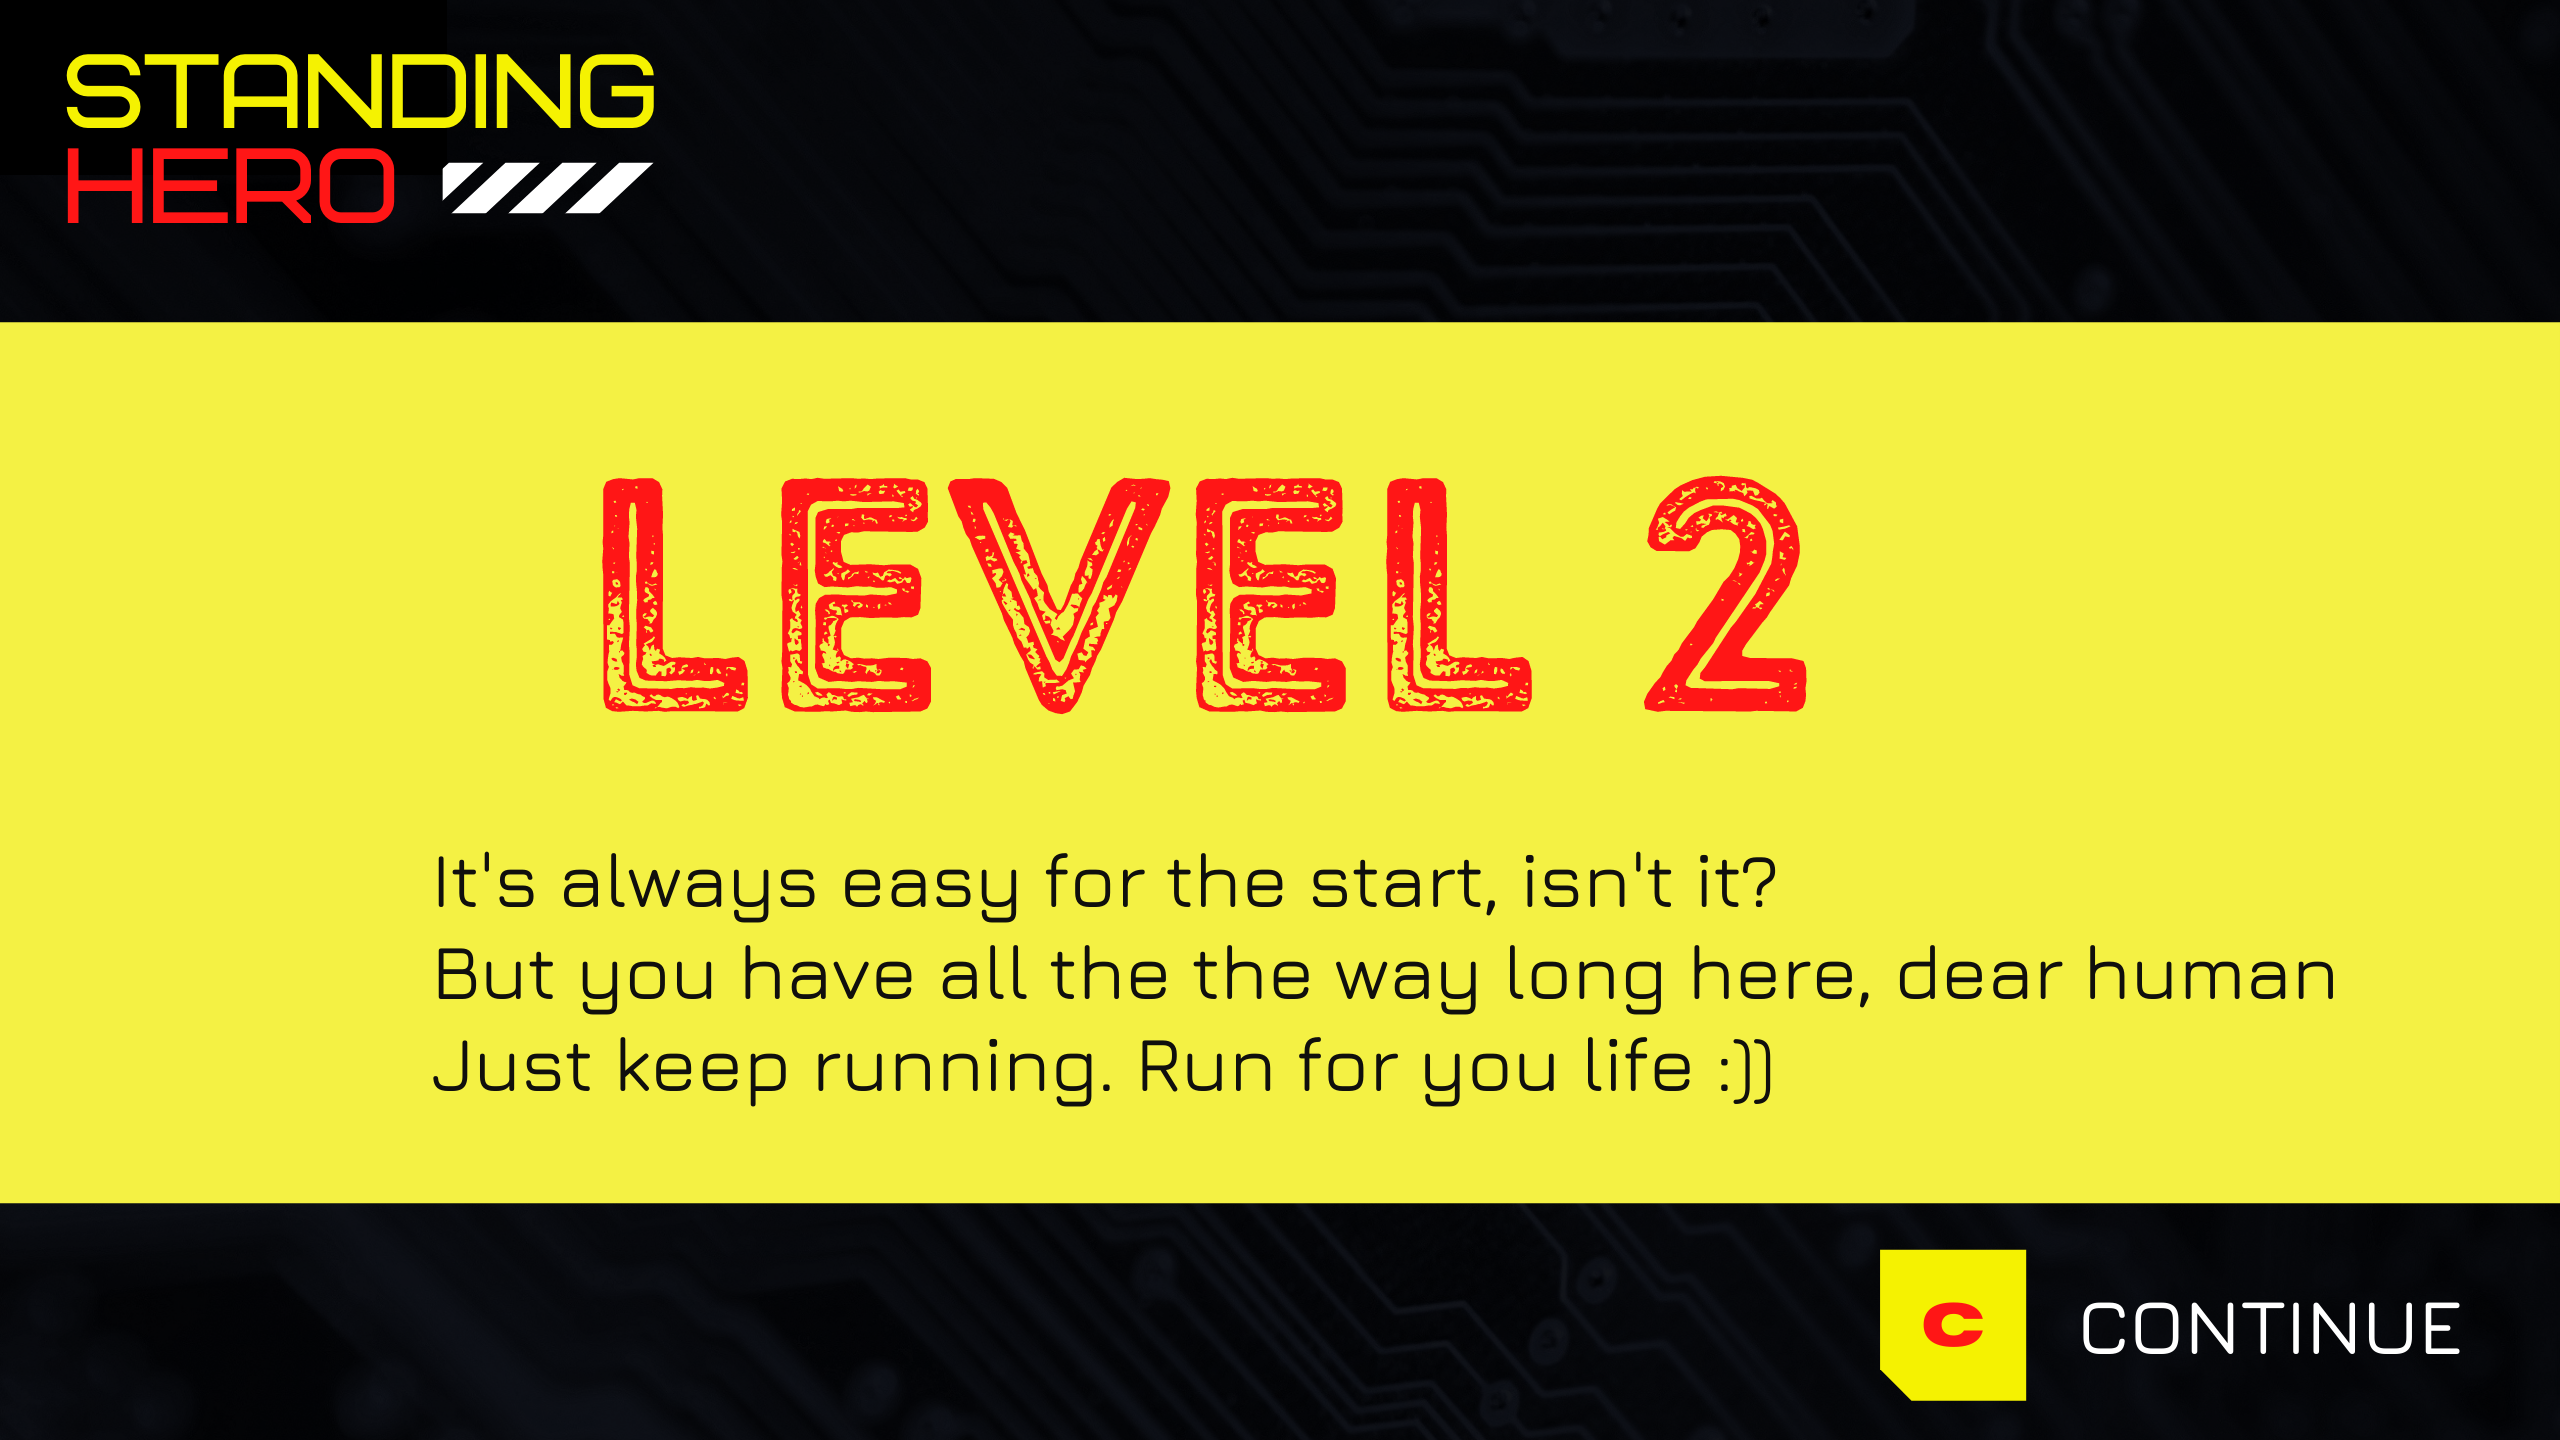 STANDING
HERO
LEVEL 2
It's always easy for the start, isn't it?
But you have all the the way long here, dear human
Just keep running. Run for you life :))
C CONTINUE